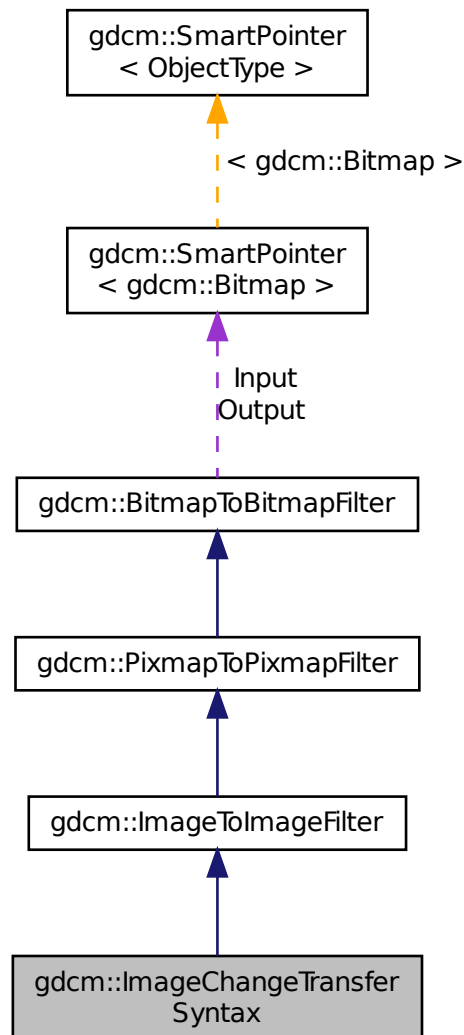 gdcm::SmartPointer
< ObjectType >
< gdcm::Bitmap >
gdcm::SmartPointer
< gdcm::Bitmap >
Input
Output
gdcm::BitmapToBitmapFilter
gdcm::PixmapToPixmapFilter
gdcm::ImageToImageFilter
gdcm::ImageChangeTransfer
Syntax